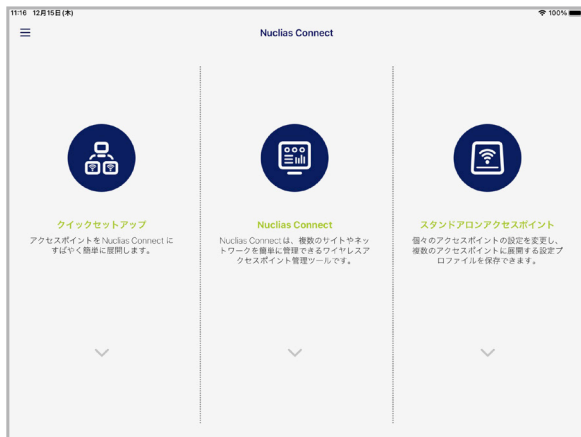 11:16 12月15日(木)
100%
Nuclias Connect
クイックセットアップ
アクセスポイントを Nuclias Connect に
すばやく簡単に展開します。
Nuclias Connect
Nuclias Connectは、複数のサイトやネッ
トワークを簡単に管理できるワイヤレスア
クセスポイント管理ツールです。
スタンドアロンアクセスポイント
個々のアクセスポイントの設定を変更し、
複数のアクセスポイントに展開する設定プ
ロファイルを保存できます。